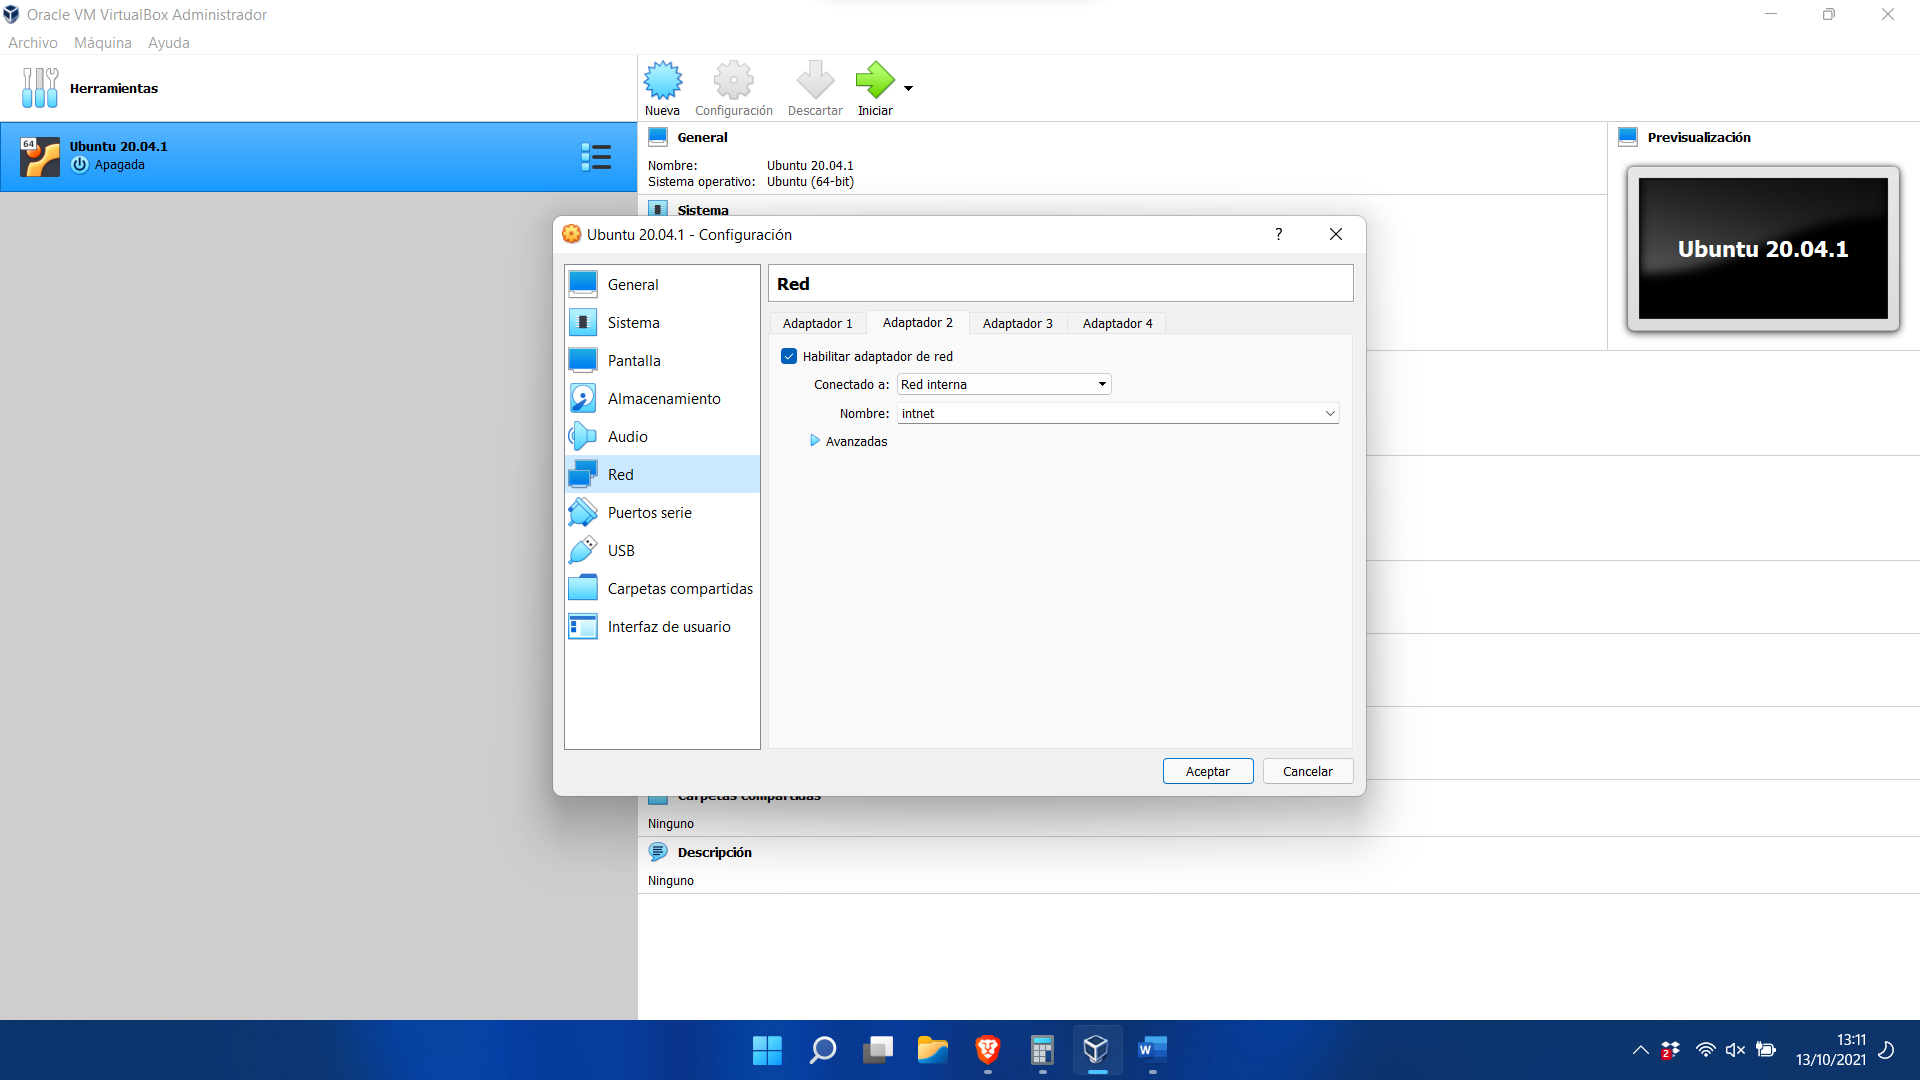 Oracle VM VirtualBox Administrador
Archivo Máquina Ayuda
Herramientas
Nueva Configuración Descartar Iniciar
64
Ubuntu 20.04.1
Apagada
General
Nombre: Ubuntu 20.04.1
Sistema operativo: Ubuntu (64-bit)
Sistema
Previsualización
Ubuntu 20.04.1
Ubuntu 20.04.1 - Configuración
?
General
Sistema
Pantalla
Almacenamiento
Audio
Red
Puertos serie
USB
Carpetas compartidas
Interfaz de usuario
Red
Adaptador 1 Adaptador 2 Adaptador 3 Adaptador 4
Habilitar adaptador de red
Conectado a: Red interna
Nombre: intnet
Avanzadas
Aceptar Cancelar
Carpetas compartidas
Ninguno
Descripción
Ninguno
W
2
13:11
13/10/2021